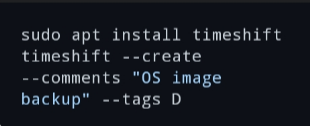 sudo apt install timeshift
timeshift --create
--comments "OS image
backup" --tags D